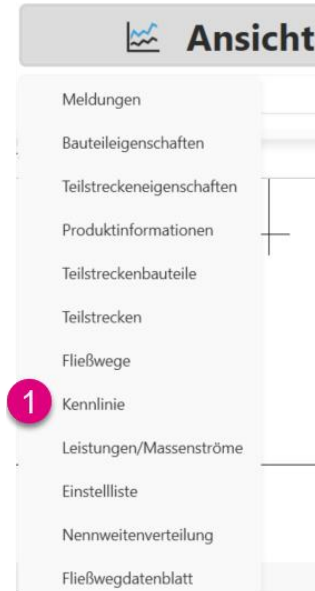 Ansicht
Meldungen
Bauteileigenschaften
Teilstreckeneigenschaften
Produktinformationen
Teilstreckenbauteile
Teilstrecken
Fließwege
1 Kennlinie
Leistungen/Massenströme
Einstellliste
Nennweitenverteilung
Fließwegdatenblatt